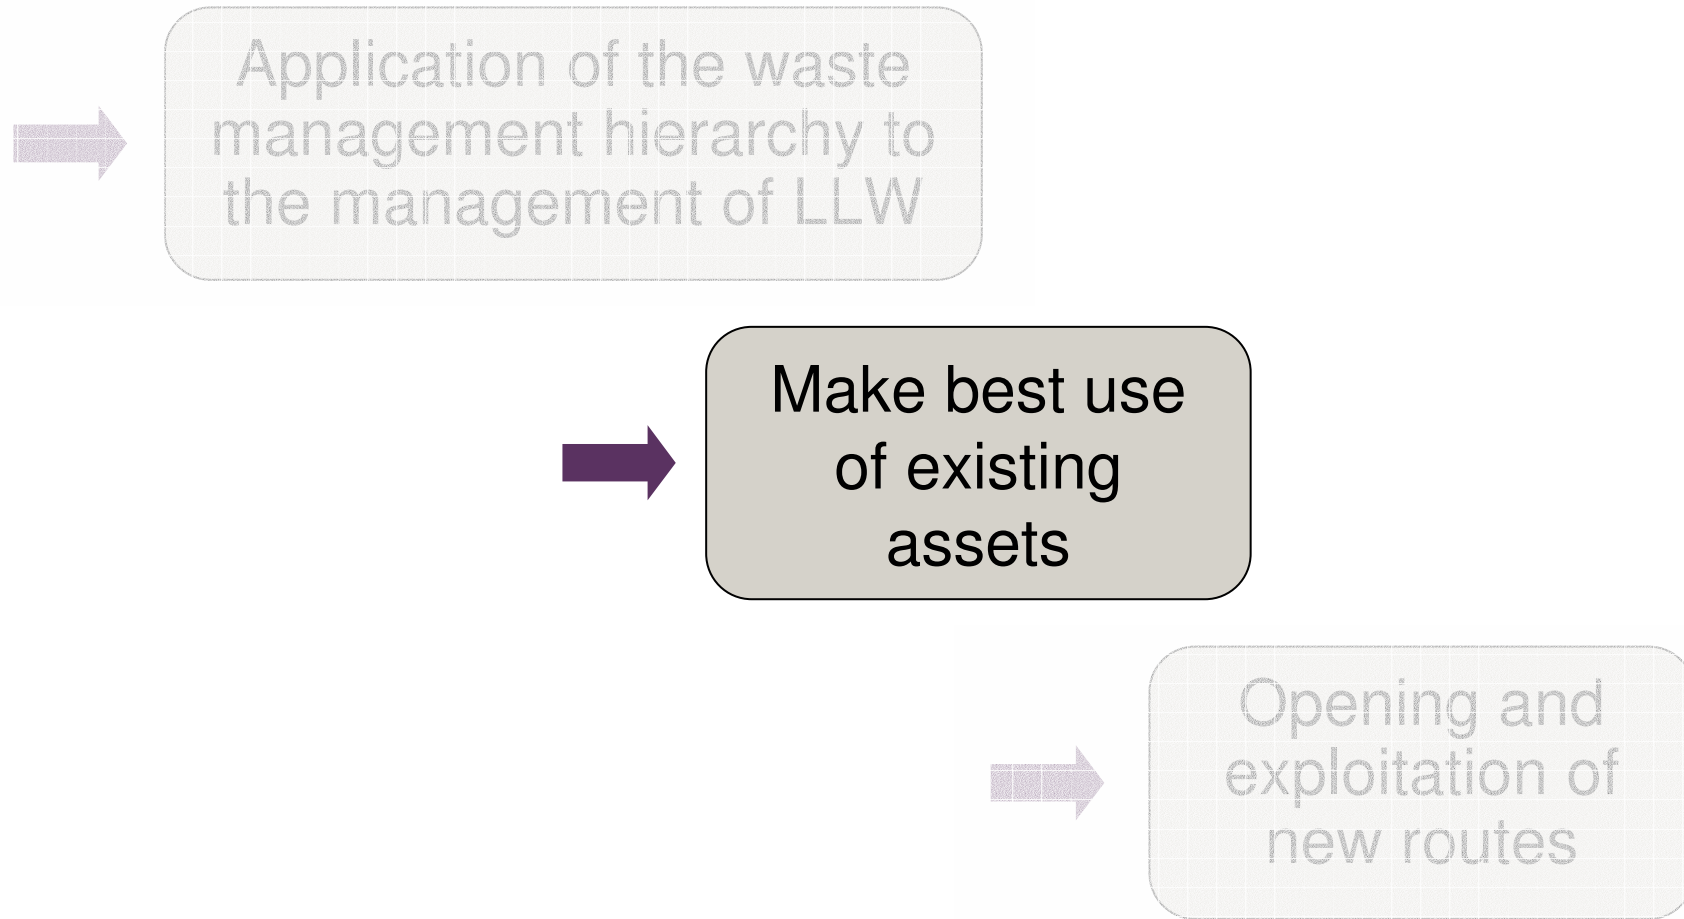 Application of the waste
management hierarchy to
the management of LLW
Make best use
of existing
assets
Opening and
exploitation of
new routes